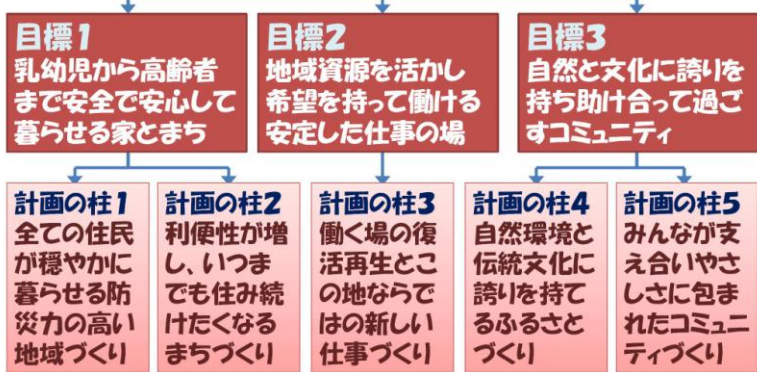 目標1
乳幼児から高齢者
まで安全で安心して
暮らせる家とまち
目標2
地域資源を活かし
希望を持って働ける
安定した仕事の場
目標3
自然と文化に誇りを
持ち助け合って過ご
すコミュニティ
計画の柱1
全ての住民
が穏やかに
暮らせる防
災力の高い
地域づくり
計画の柱2
利便性が増
し、いつま
でも住み続
けたくなる
まちづくり
計画の柱3
働く場の復
活再生とこ
の地ならで
はの新しい
仕事づくり
計画の柱4
自然環境と
伝統文化に
誇りを持て
るふるさと
づくり
計画の柱5
みんなが支
え合いやさ
しさに包ま
れたコミュニ
ティづくり